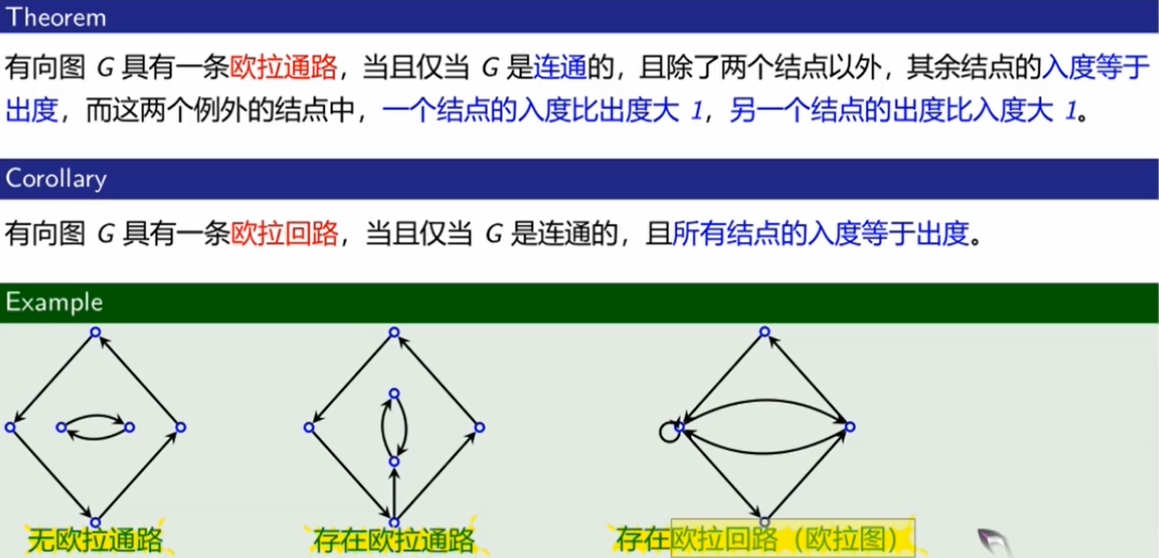 Theorem
有向图 G 具有一条欧拉通路，当且仅当 G 是连通的，且除了两个结点以外，其余结点的入度等于
出度，而这两个例外的结点中，一个结点的入度比出度大 1，另一个结点的出度比入度大 1。
Corollary
有向图 G 具有一条欧拉回路，当且仅当 G 是连通的，且所有结点的入度等于出度。
Example
无欧拉通路 存在欧拉通路 存在欧拉回路（欧拉图）